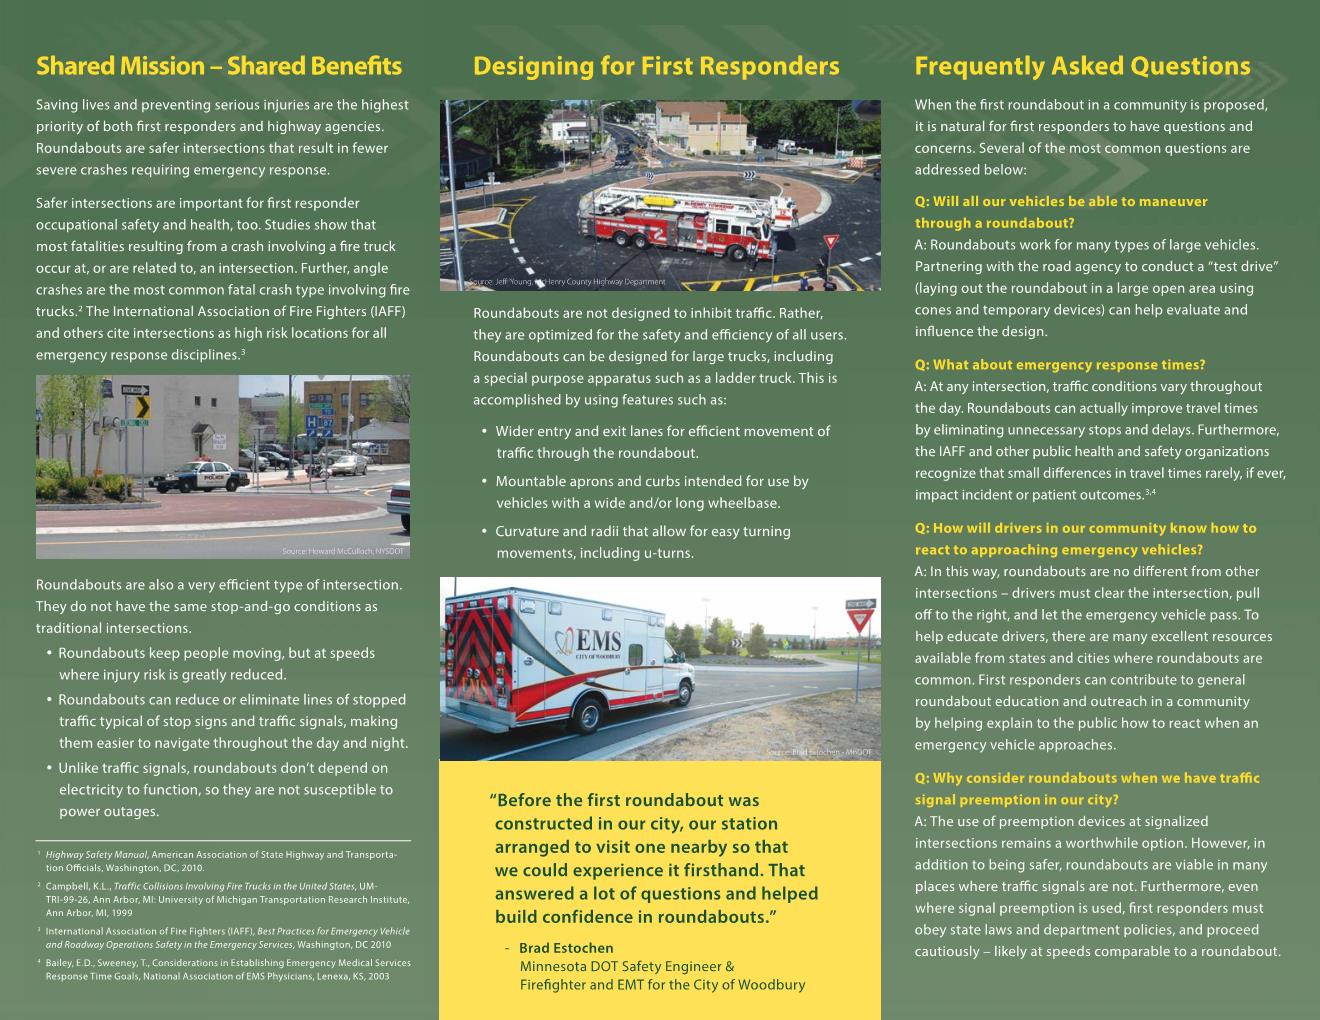 Shared Mission – Shared Benefits
Saving lives and preventing serious injuries are the highest
priority of both first responders and highway agencies.
Roundabouts are safer intersections that result in fewer
severe crashes requiring emergency response.
Safer intersections are important for first responder
occupational safety and health, too. Studies show that
most fatalities resulting from a crash involving a fire truck
occur at, or are related to, an intersection. Further, angle
crashes are the most common fatal crash type involving fire
trucks.² The International Association of Fire Fighters (IAFF)
and others cite intersections as high risk locations for all
emergency response disciplines.³
POLICE
H
87
Source: Howard McCulloch, NYSDOT
Roundabouts are also a very efficient type of intersection.
They do not have the same stop-and-go conditions as
traditional intersections.
• Roundabouts keep people moving, but at speeds
where injury risk is greatly reduced.
• Roundabouts can reduce or eliminate lines of stopped
traffic typical of stop signs and traffic signals, making
them easier to navigate throughout the day and night.
• Unlike traffic signals, roundabouts don't depend on
electricity to function, so they are not susceptible to
power outages.
¹ Highway Safety Manual, American Association of State Highway and Transporta-
tion Officials, Washington, DC, 2010.
² Campbell, K.L., Traffic Collisions Involving Fire Trucks in the United States, UM-
TRI-99-26, Ann Arbor, MI: University of Michigan Transportation Research Institute,
Ann Arbor, MI, 1999
³ International Association of Fire Fighters (IAFF), Best Practices for Emergency Vehicle
and Roadway Operations Safety in the Emergency Services, Washington, DC 2010
⁴ Bailey, E.D., Sweeney, T., Considerations in Establishing Emergency Medical Services
Response Time Goals, National Association of EMS Physicians, Lenexa, KS, 2003
Designing for First Responders
2
Source: Jeff Young, McHenry County Highway Department
Roundabouts are not designed to inhibit traffic. Rather,
they are optimized for the safety and efficiency of all users.
Roundabouts can be designed for large trucks, including
a special purpose apparatus such as a ladder truck. This is
accomplished by using features such as:
• Wider entry and exit lanes for efficient movement of
traffic through the roundabout.
• Mountable aprons and curbs intended for use by
vehicles with a wide and/or long wheelbase.
• Curvature and radii that allow for easy turning
movements, including u-turns.
EMS
CITY OF WOODBURY
EMS
Source: Brad Estochen - MnDOT
“Before the first roundabout was
constructed in our city, our station
arranged to visit one nearby so that
we could experience it firsthand. That
answered a lot of questions and helped
build confidence in roundabouts.”
- Brad Estochen
Minnesota DOT Safety Engineer &
Firefighter and EMT for the City of Woodbury
Frequently Asked Questions
When the first roundabout in a community is proposed,
it is natural for first responders to have questions and
concerns. Several of the most common questions are
addressed below:
Q: Will all our vehicles be able to maneuver
through a roundabout?
A: Roundabouts work for many types of large vehicles.
Partnering with the road agency to conduct a “test drive”
(laying out the roundabout in a large open area using
cones and temporary devices) can help evaluate and
influence the design.
Q: What about emergency response times?
A: At any intersection, traffic conditions vary throughout
the day. Roundabouts can actually improve travel times
by eliminating unnecessary stops and delays. Furthermore,
the IAFF and other public health and safety organizations
recognize that small differences in travel times rarely, if ever,
impact incident or patient outcomes.³,⁴
Q: How will drivers in our community know how to
react to approaching emergency vehicles?
A: In this way, roundabouts are no different from other
intersections – drivers must clear the intersection, pull
off to the right, and let the emergency vehicle pass. To
help educate drivers, there are many excellent resources
available from states and cities where roundabouts are
common. First responders can contribute to general
roundabout education and outreach in a community
by helping explain to the public how to react when an
emergency vehicle approaches.
Q: Why consider roundabouts when we have traffic
signal preemption in our city?
A: The use of preemption devices at signalized
intersections remains a worthwhile option. However, in
addition to being safer, roundabouts are viable in many
places where traffic signals are not. Furthermore, even
where signal preemption is used, first responders must
obey state laws and department policies, and proceed
cautiously – likely at speeds comparable to a roundabout.